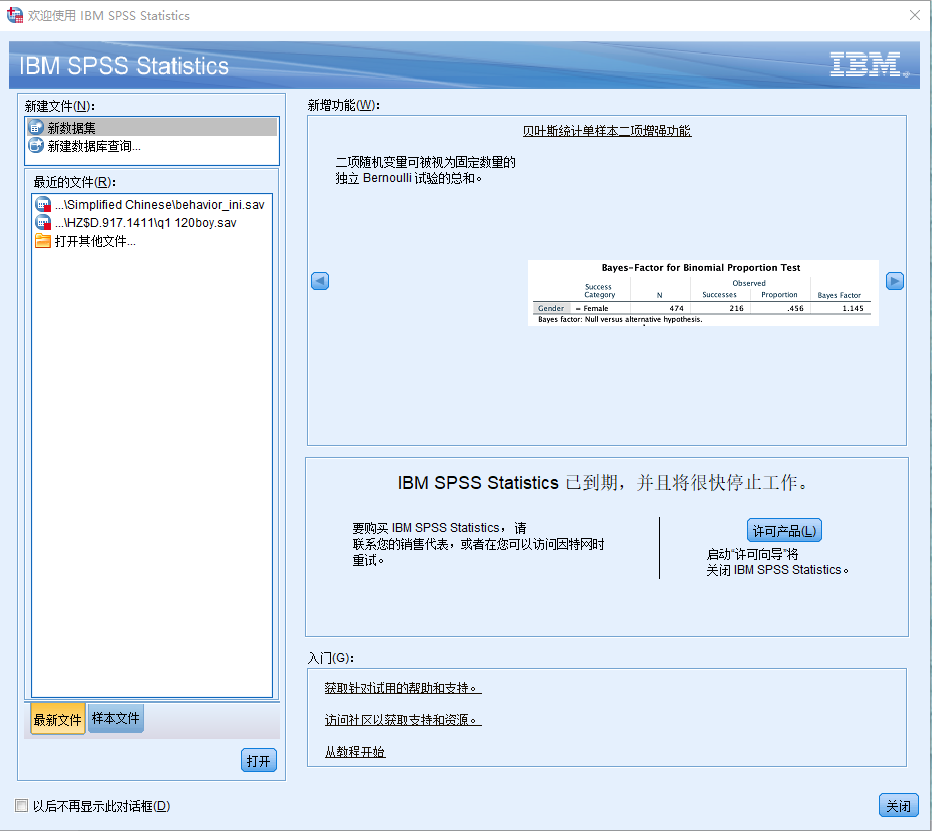 欢迎使用 IBM SPSS Statistics
IBM SPSS Statistics
IBM
新建文件(N):
新数据集
新建数据库查询...
最近的文件(R):
...\Simplified Chinese\behavior_ini.sav
...\HZ$D.917.1411\q1 120boy.sav
打开其他文件...
最新文件
样本文件
打开
新增功能(W):
贝叶斯统计单样本二项增强功能
二项随机变量可被视为固定数量的
独立 Bernoulli 试验的总和。
Bayes-Factor for Binomial Proportion Test
Observed
Success
Category N Successes Proportion Bayes Factor
Gender = Female 474 216 .456 1.145
Bayes factor: Null versus alternative hypothesis.
IBM SPSS Statistics 已到期，并且将很快停止工作。
要购买 IBM SPSS Statistics，请
联系您的销售代表，或者在您可以访问因特网时
重试。
许可产品(L)
启动“许可向导”将
关闭 IBM SPSS Statistics。
入门(G):
获取针对试用的帮助和支持。
访问社区以获取支持和资源。
从教程开始
以后不再显示此对话框(D)
关闭